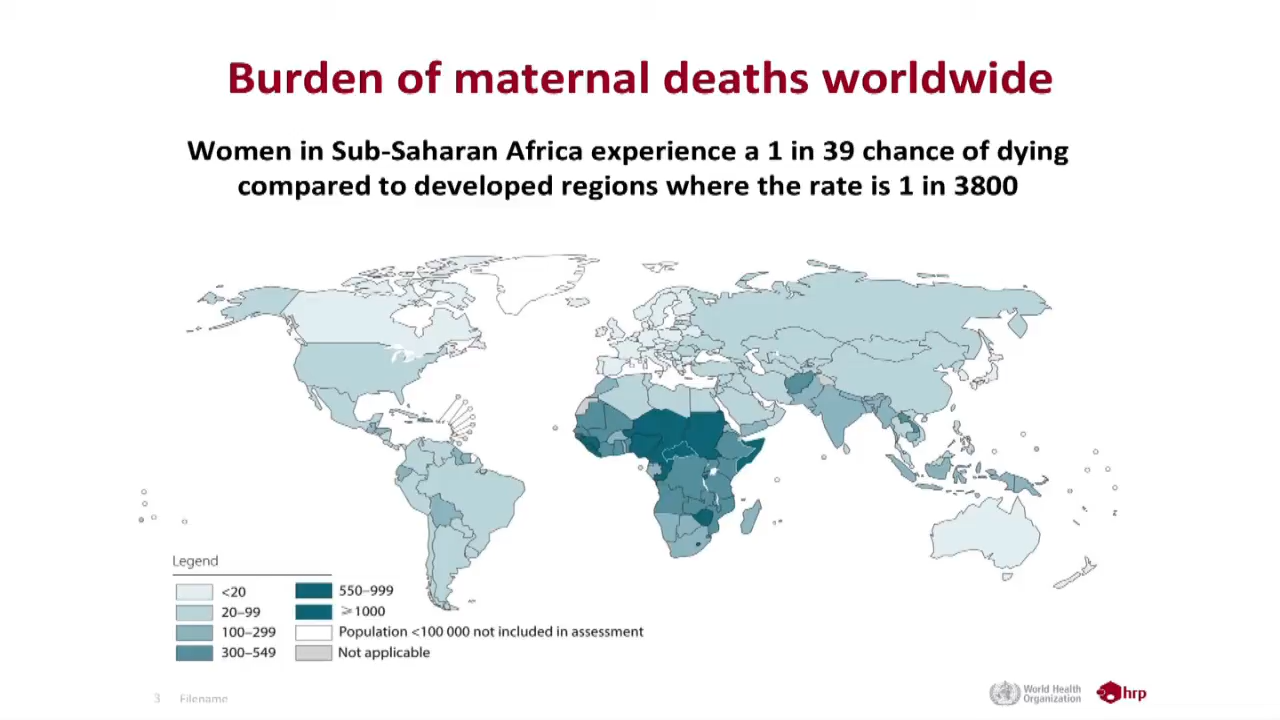 Burden of maternal deaths worldwide
Women in Sub-Saharan Africa experience a 1 in 39 chance of dying
compared to developed regions where the rate is 1 in 3800
Legend
<20
20–99
100–299
300–549
550–999
⩾1000
Population <100 000 not included in assessment
Not applicable
3 Filename
World Health
Organization
hrp